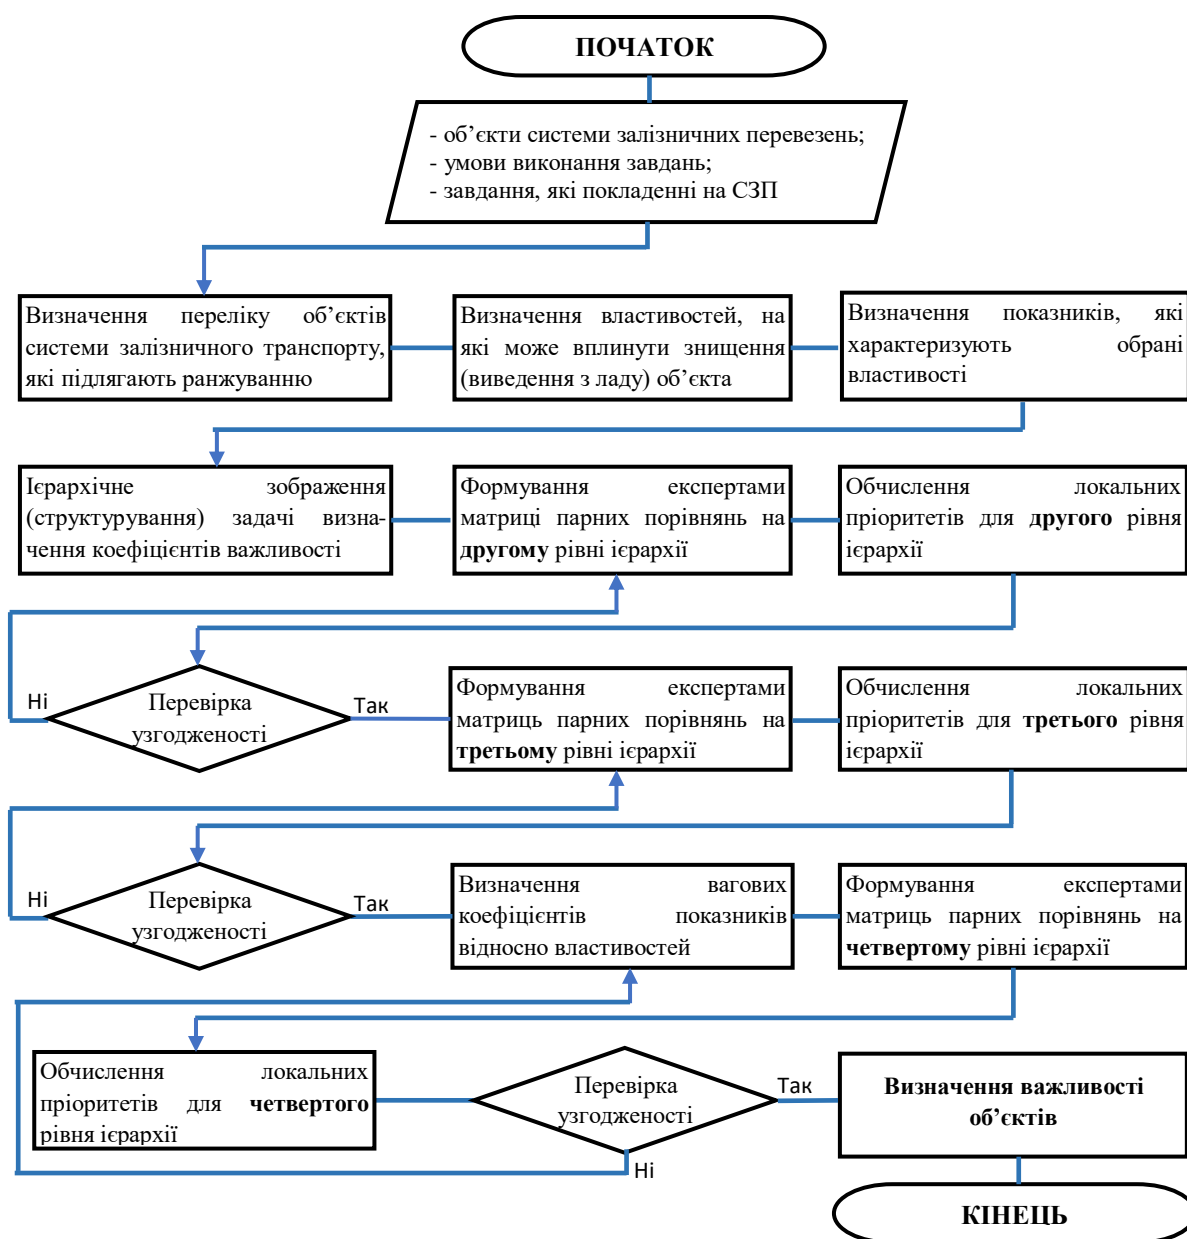 ПОЧАТОК
- об’єкти системи залізничних перевезень;
- умови виконання завдань;
- завдання, які покладенні на СЗП
Визначення переліку об’єктів
системи залізничного транспорту,
які підлягають ранжуванню
Визначення властивостей, на
які може вплинути знищення
(виведення з ладу) об’єкта
Визначення показників, які
характеризують обрані
властивості
Ієрархічне зображення
(структурування) задачі визна-
чення коефіцієнтів важливості
Формування експертами
матриці парних порівнянь на
другому рівні ієрархії
Обчислення локальних
пріоритетів для другого рівня
ієрархії
Ні
Перевірка
узгодженості
Так
Формування експертами
матриць парних порівнянь на
третьому рівні ієрархії
Обчислення локальних
пріоритетів для третього рівня
ієрархії
Ні
Перевірка
узгодженості
Так
Визначення вагових
коефіцієнтів показників
відносно властивостей
Формування експертами
матриць парних порівнянь на
четвертому рівні ієрархії
Обчислення локальних
пріоритетів для четвертого
рівня ієрархії
Перевірка
узгодженості
Так
Ні
Визначення важливості
об’єктів
КІНЕЦЬ